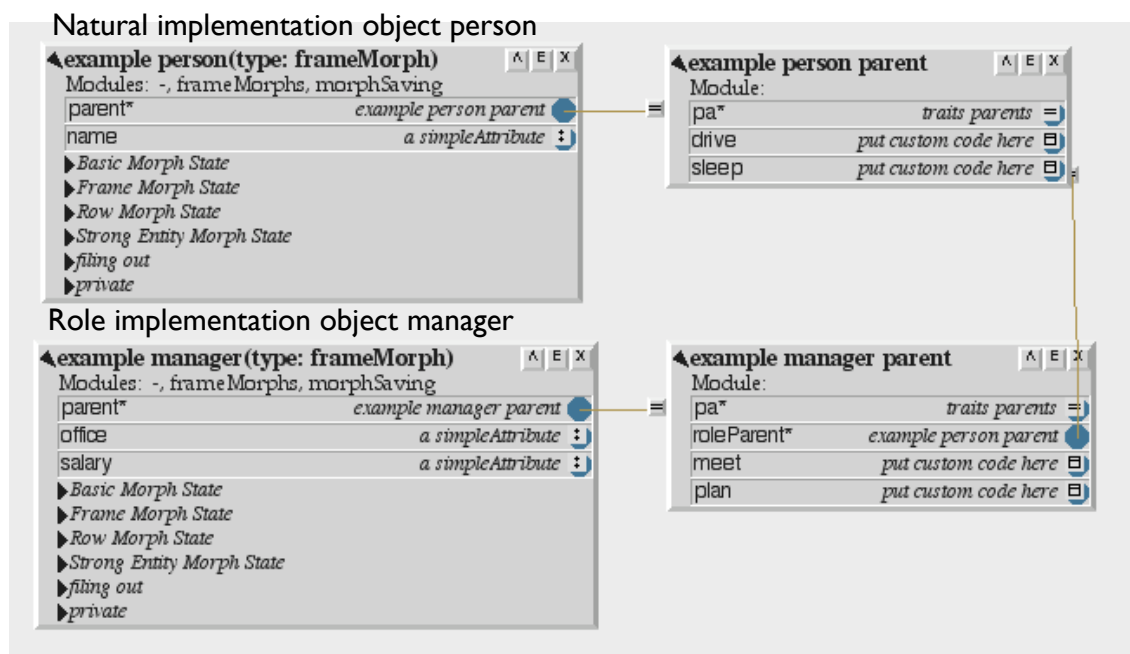 Natural implementation object person
example person(type: frameMorph) ʌ E X
Modules: -, frameMorphs, morphSaving
parent* example person parent
name a simpleAttribute
Basic Morph State
Frame Morph State
Row Morph State
Strong Entity Morph State
filing out
private
example person parent ʌ E X
Module:
pa* traits parents =
drive put custom code here
sleep put custom code here
Role implementation object manager
example manager(type: frameMorph) ʌ E X
Modules: -, frameMorphs, morphSaving
parent* example manager parent
office a simpleAttribute
salary a simpleAttribute
Basic Morph State
Frame Morph State
Row Morph State
Strong Entity Morph State
filing out
private
example manager parent ʌ E X
Module:
pa* traits parents =
roleParent* example person parent
meet put custom code here
plan put custom code here